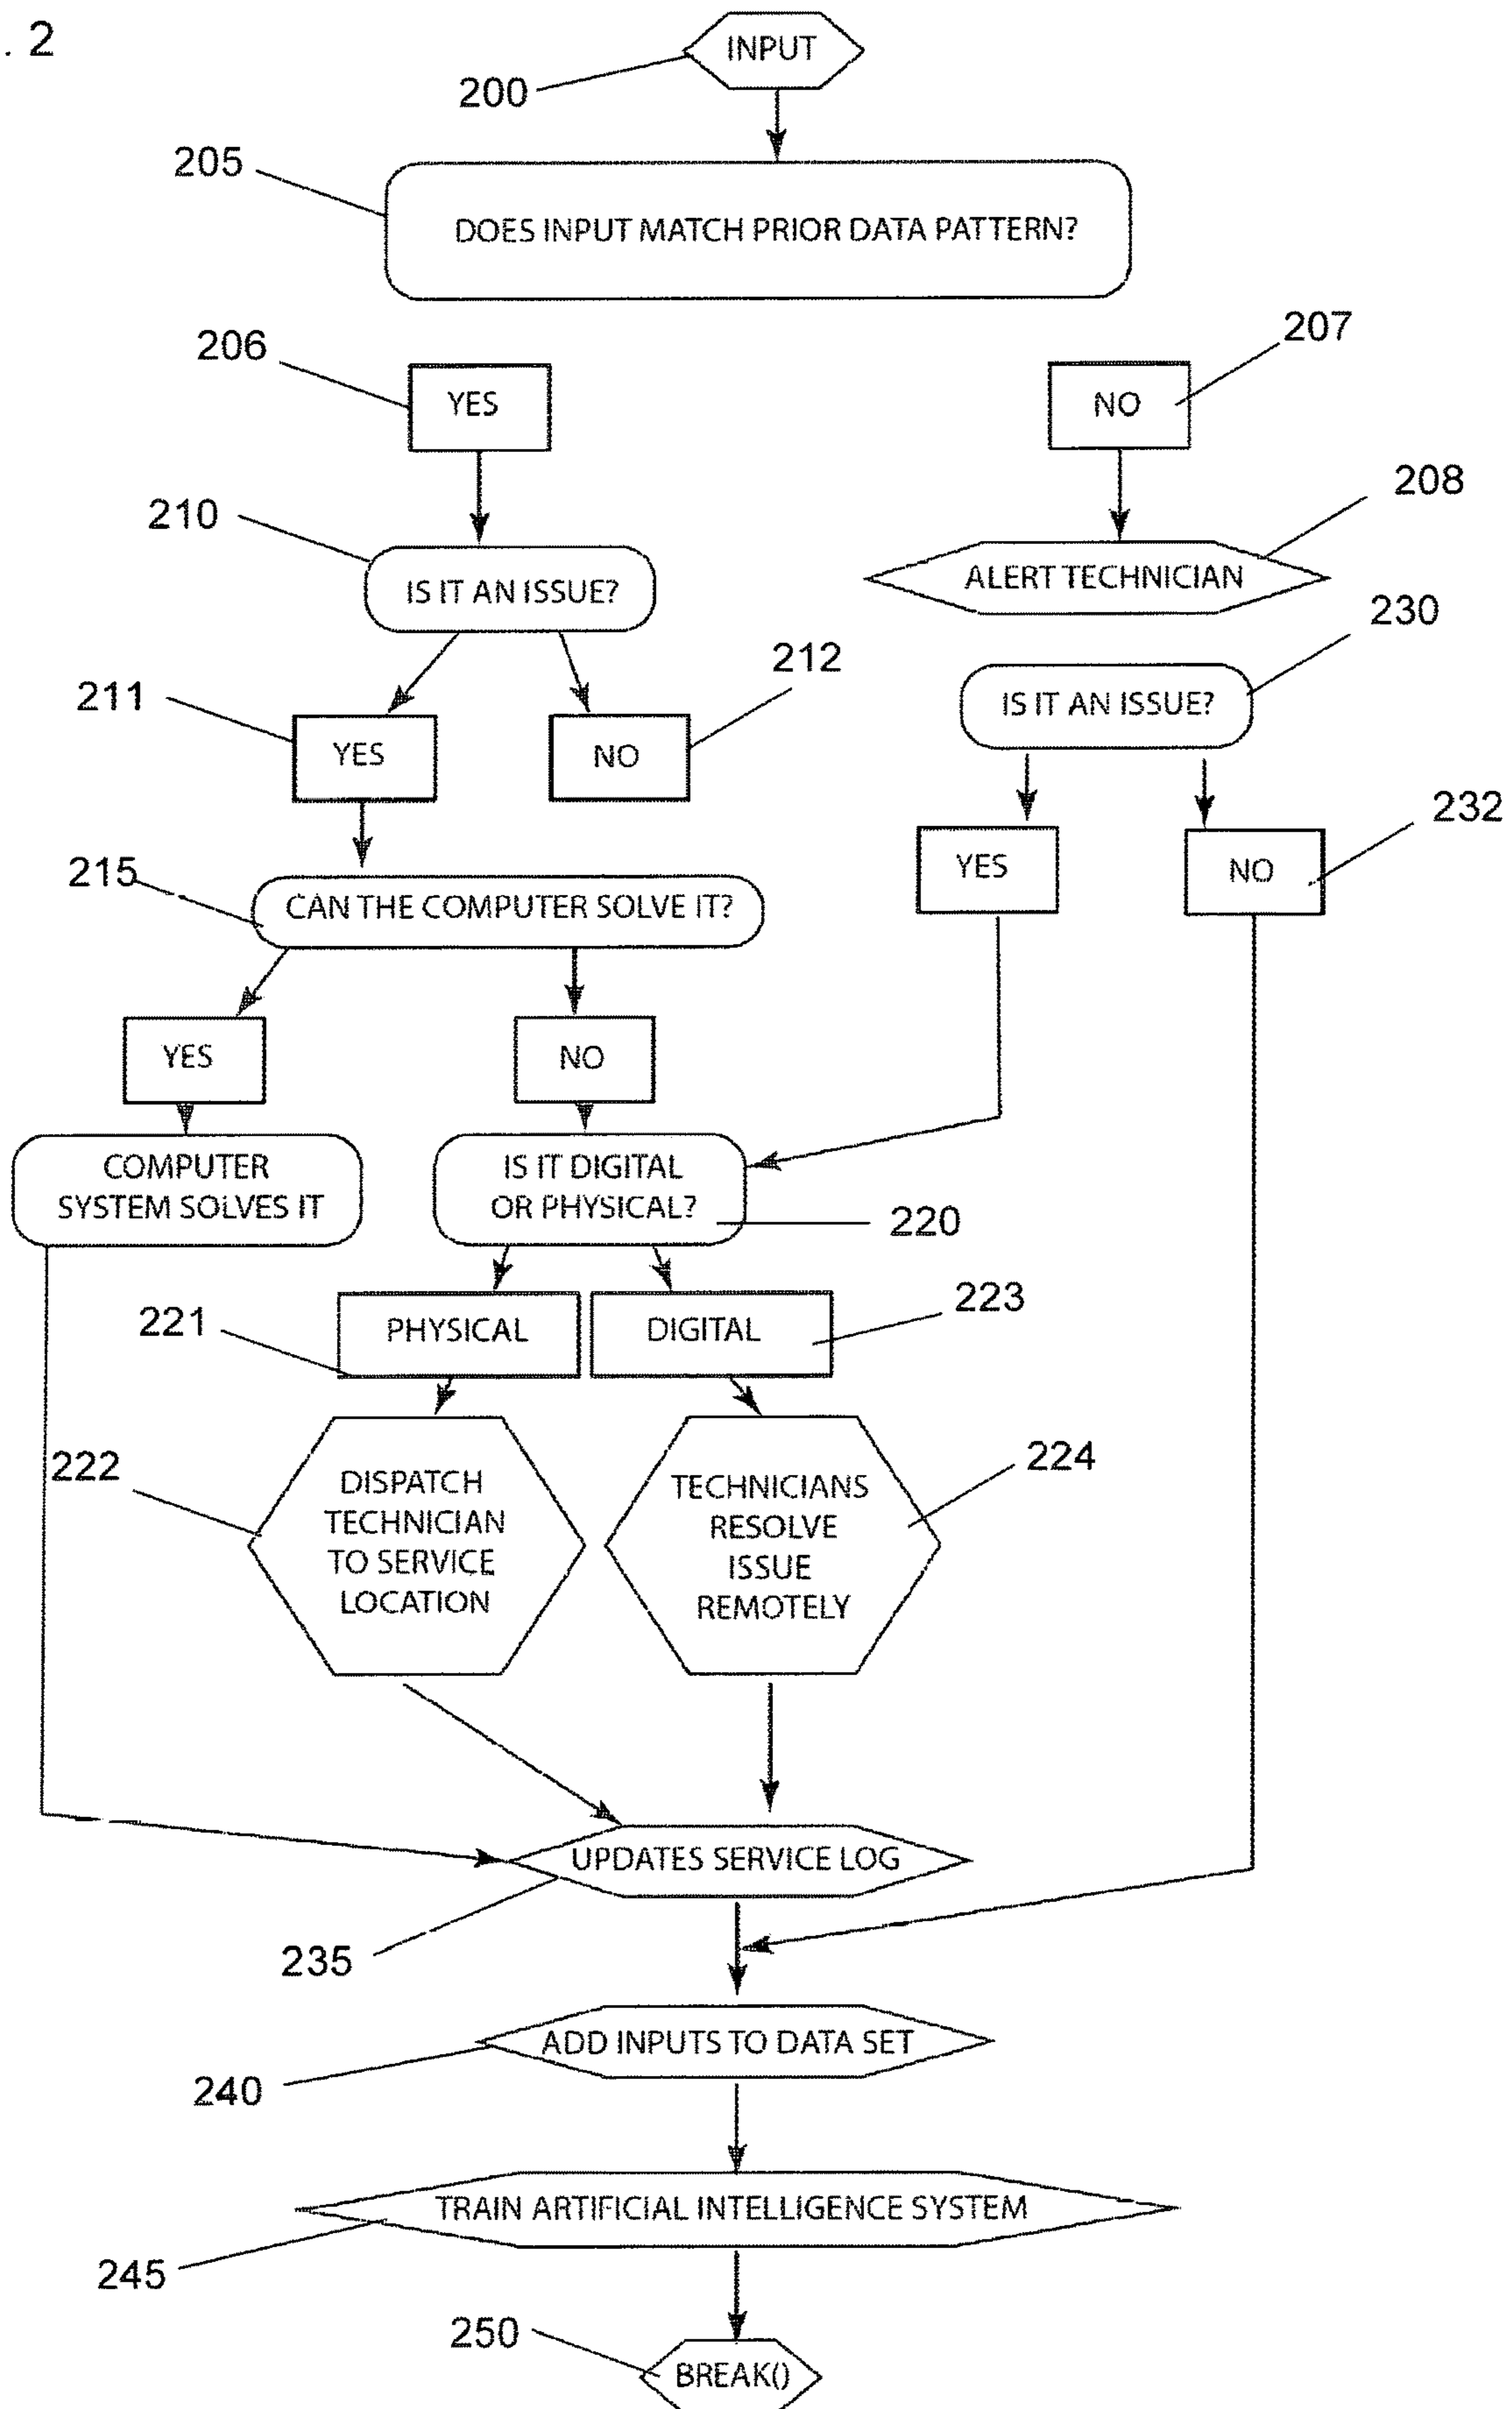 . 2
INPUT
200
205
DOES INPUT MATCH PRIOR DATA PATTERN?
206
YES
207
NO
210
IS IT AN ISSUE?
208
ALERT TECHNICIAN
230
IS IT AN ISSUE?
211
YES
212
NO
YES
232
NO
215
CAN THE COMPUTER SOLVE IT?
YES
NO
COMPUTER
SYSTEM SOLVES IT
IS IT DIGITAL
OR PHYSICAL?
220
221
PHYSICAL
DIGITAL
223
222
DISPATCH
TECHNICIAN
TO SERVICE
LOCATION
TECHNICIANS
RESOLVE
ISSUE
REMOTELY
224
UPDATES SERVICE LOG
235
ADD INPUTS TO DATA SET
240
TRAIN ARTIFICIAL INTELLIGENCE SYSTEM
245
250
BREAK()